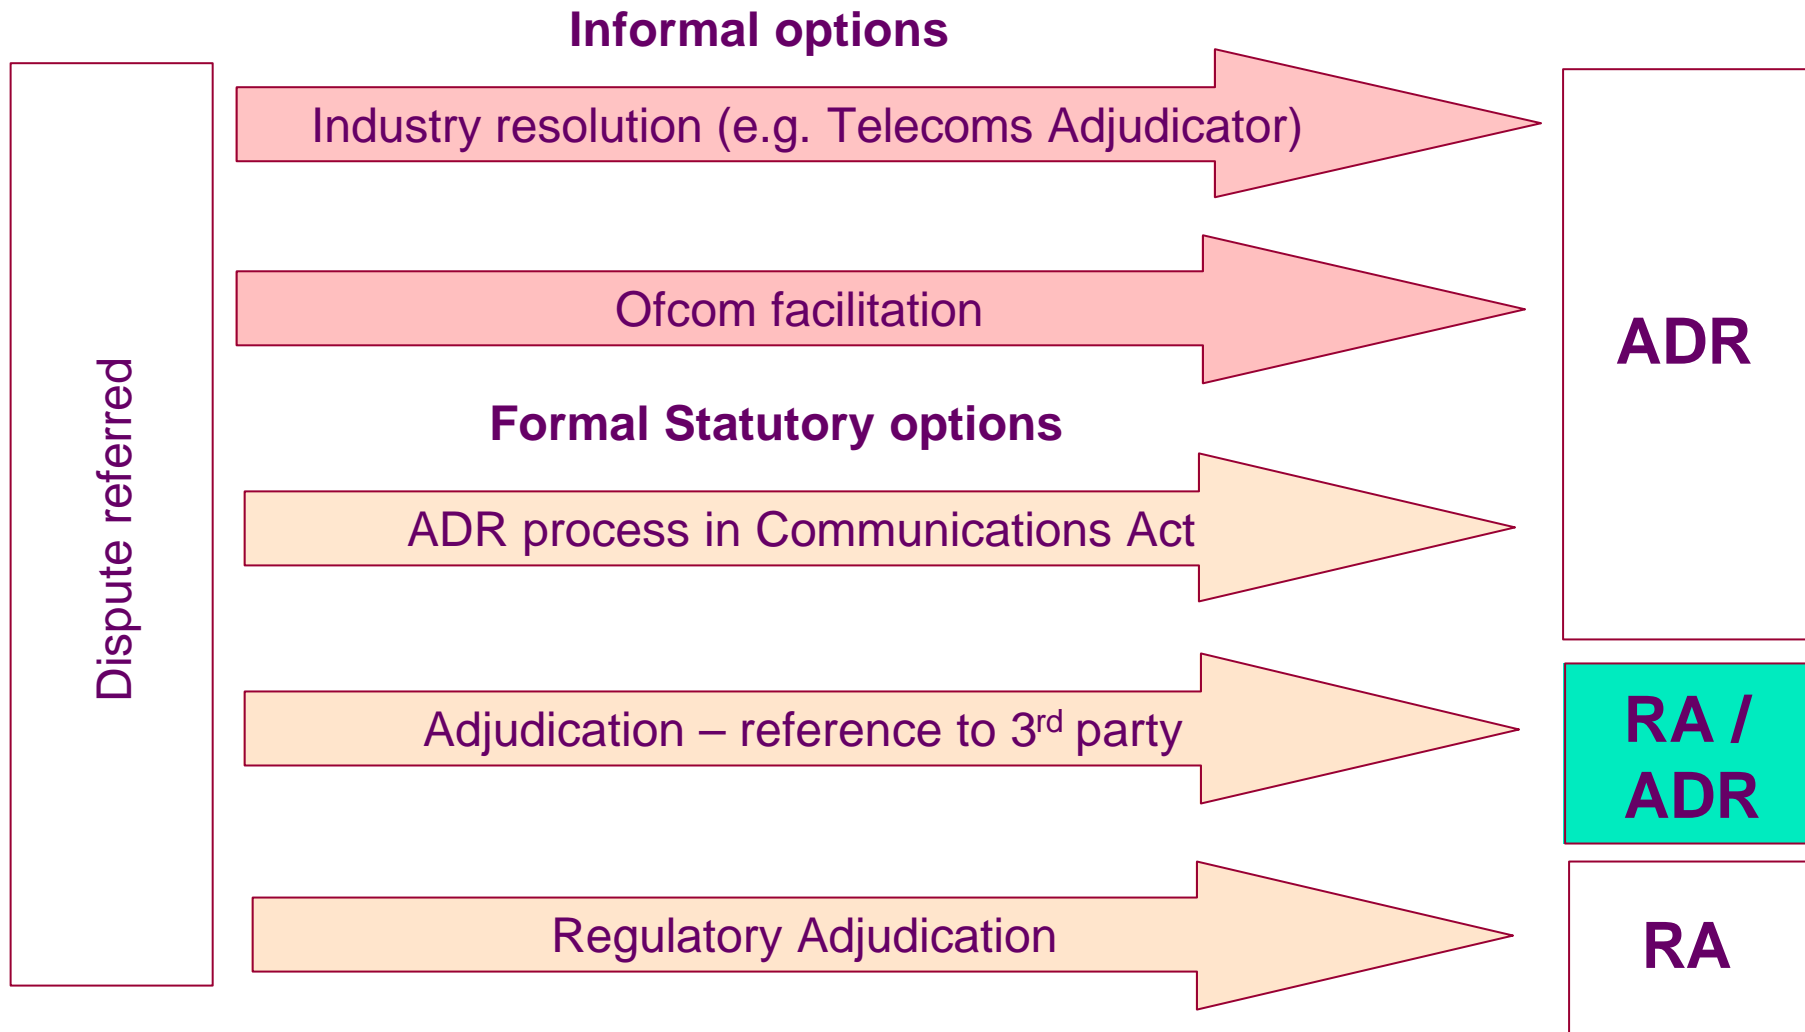 Informal options
Industry resolution (e.g. Telecoms Adjudicator)
Ofcom facilitation
ADR
Dispute referred
Formal Statutory options
ADR process in Communications Act
Adjudication – reference to 3rd party
RA /
ADR
Regulatory Adjudication
RA